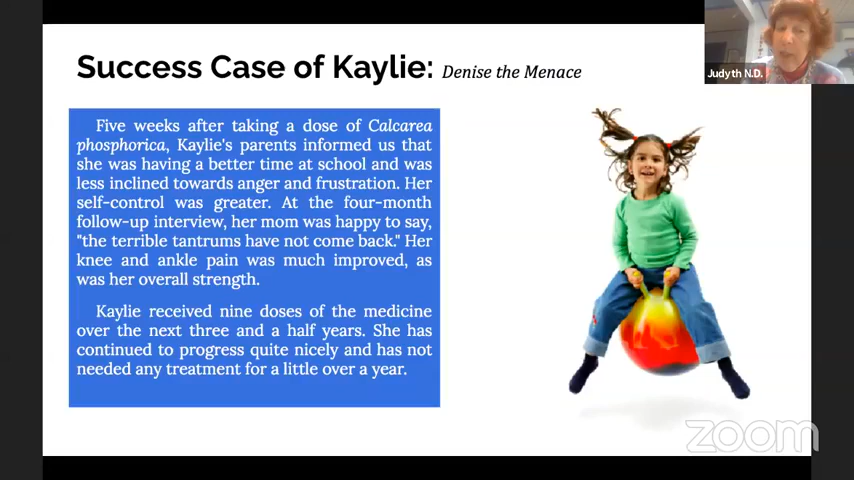 Success Case of Kaylie: Denise the Menace
Judyth N.D.
Five weeks after taking a dose of Calcarea
phosphorica, Kaylie's parents informed us that
she was having a better time at school and was
less inclined towards anger and frustration. Her
self-control was greater. At the four-month
follow-up interview, her mom was happy to say,
"the terrible tantrums have not come back." Her
knee and ankle pain was much improved, as
was her overall strength.
Kaylie received nine doses of the medicine
over the next three and a half years. She has
continued to progress quite nicely and has not
needed any treatment for a little over a year.
zoom